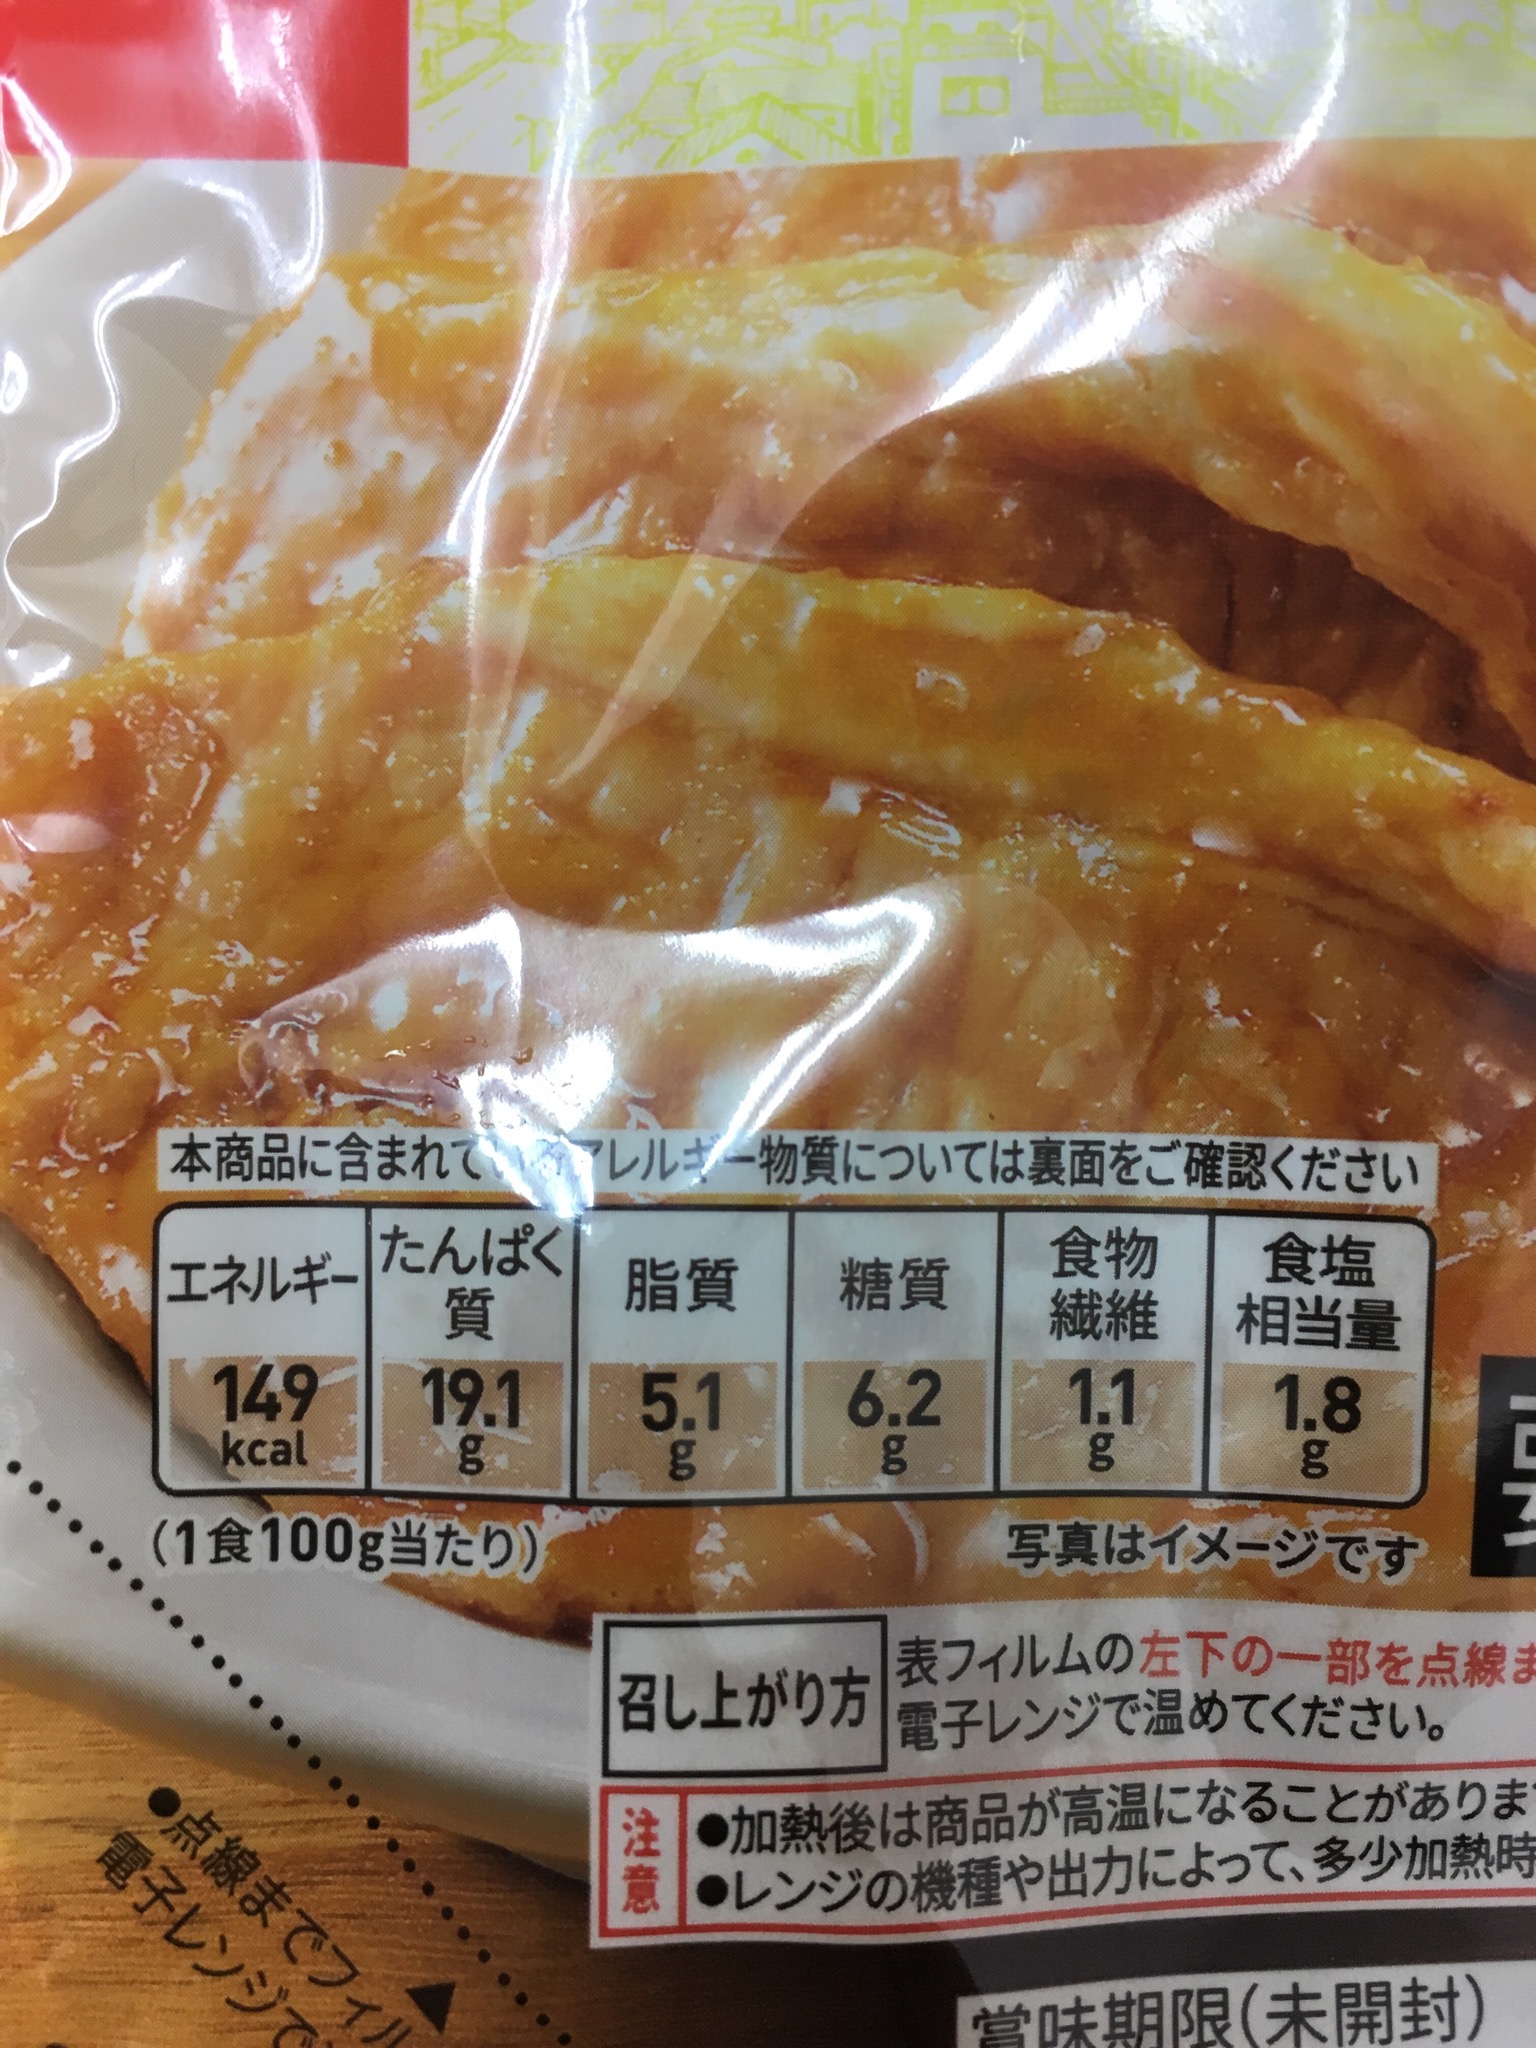 本商品に含まれているアレルギー物質については裏面をご確認ください
エネルギー
たんぱく
質
脂質
糖質
食物
繊維
食塩
相当量
149
kcal
19.1
g
5.1
g
6.2
g
1.1
g
1.8
g
(1食100g当たり)
写真はイメージです
召し上がり方
表フィルムの左下の一部を点線ま
電子レンジで温めてください。
注意
●加熱後は商品が高温になることがありま
●レンジの機種や出力によって、多少加熱時
●点線までフィル
電子レンジで
賞味期限(未開封)